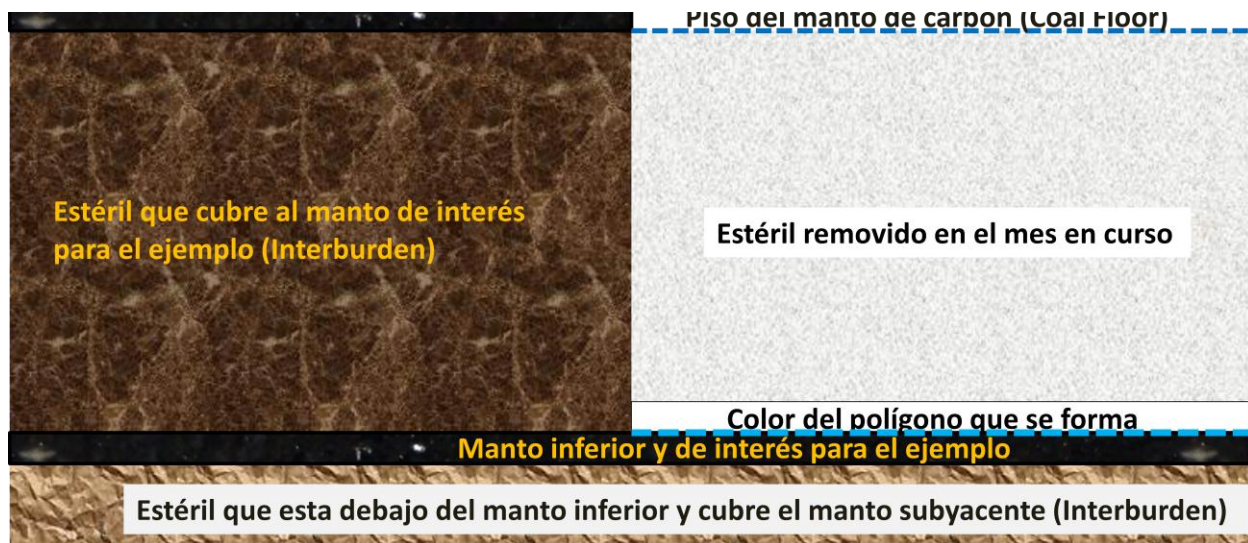 Piso del manto de carbón (Coal Floor)
Estéril que cubre al manto de interés
para el ejemplo (Interburden)
Estéril removido en el mes en curso
Color del polígono que se forma
Manto inferior y de interés para el ejemplo
Estéril que esta debajo del manto inferior y cubre el manto subyacente (Interburden)